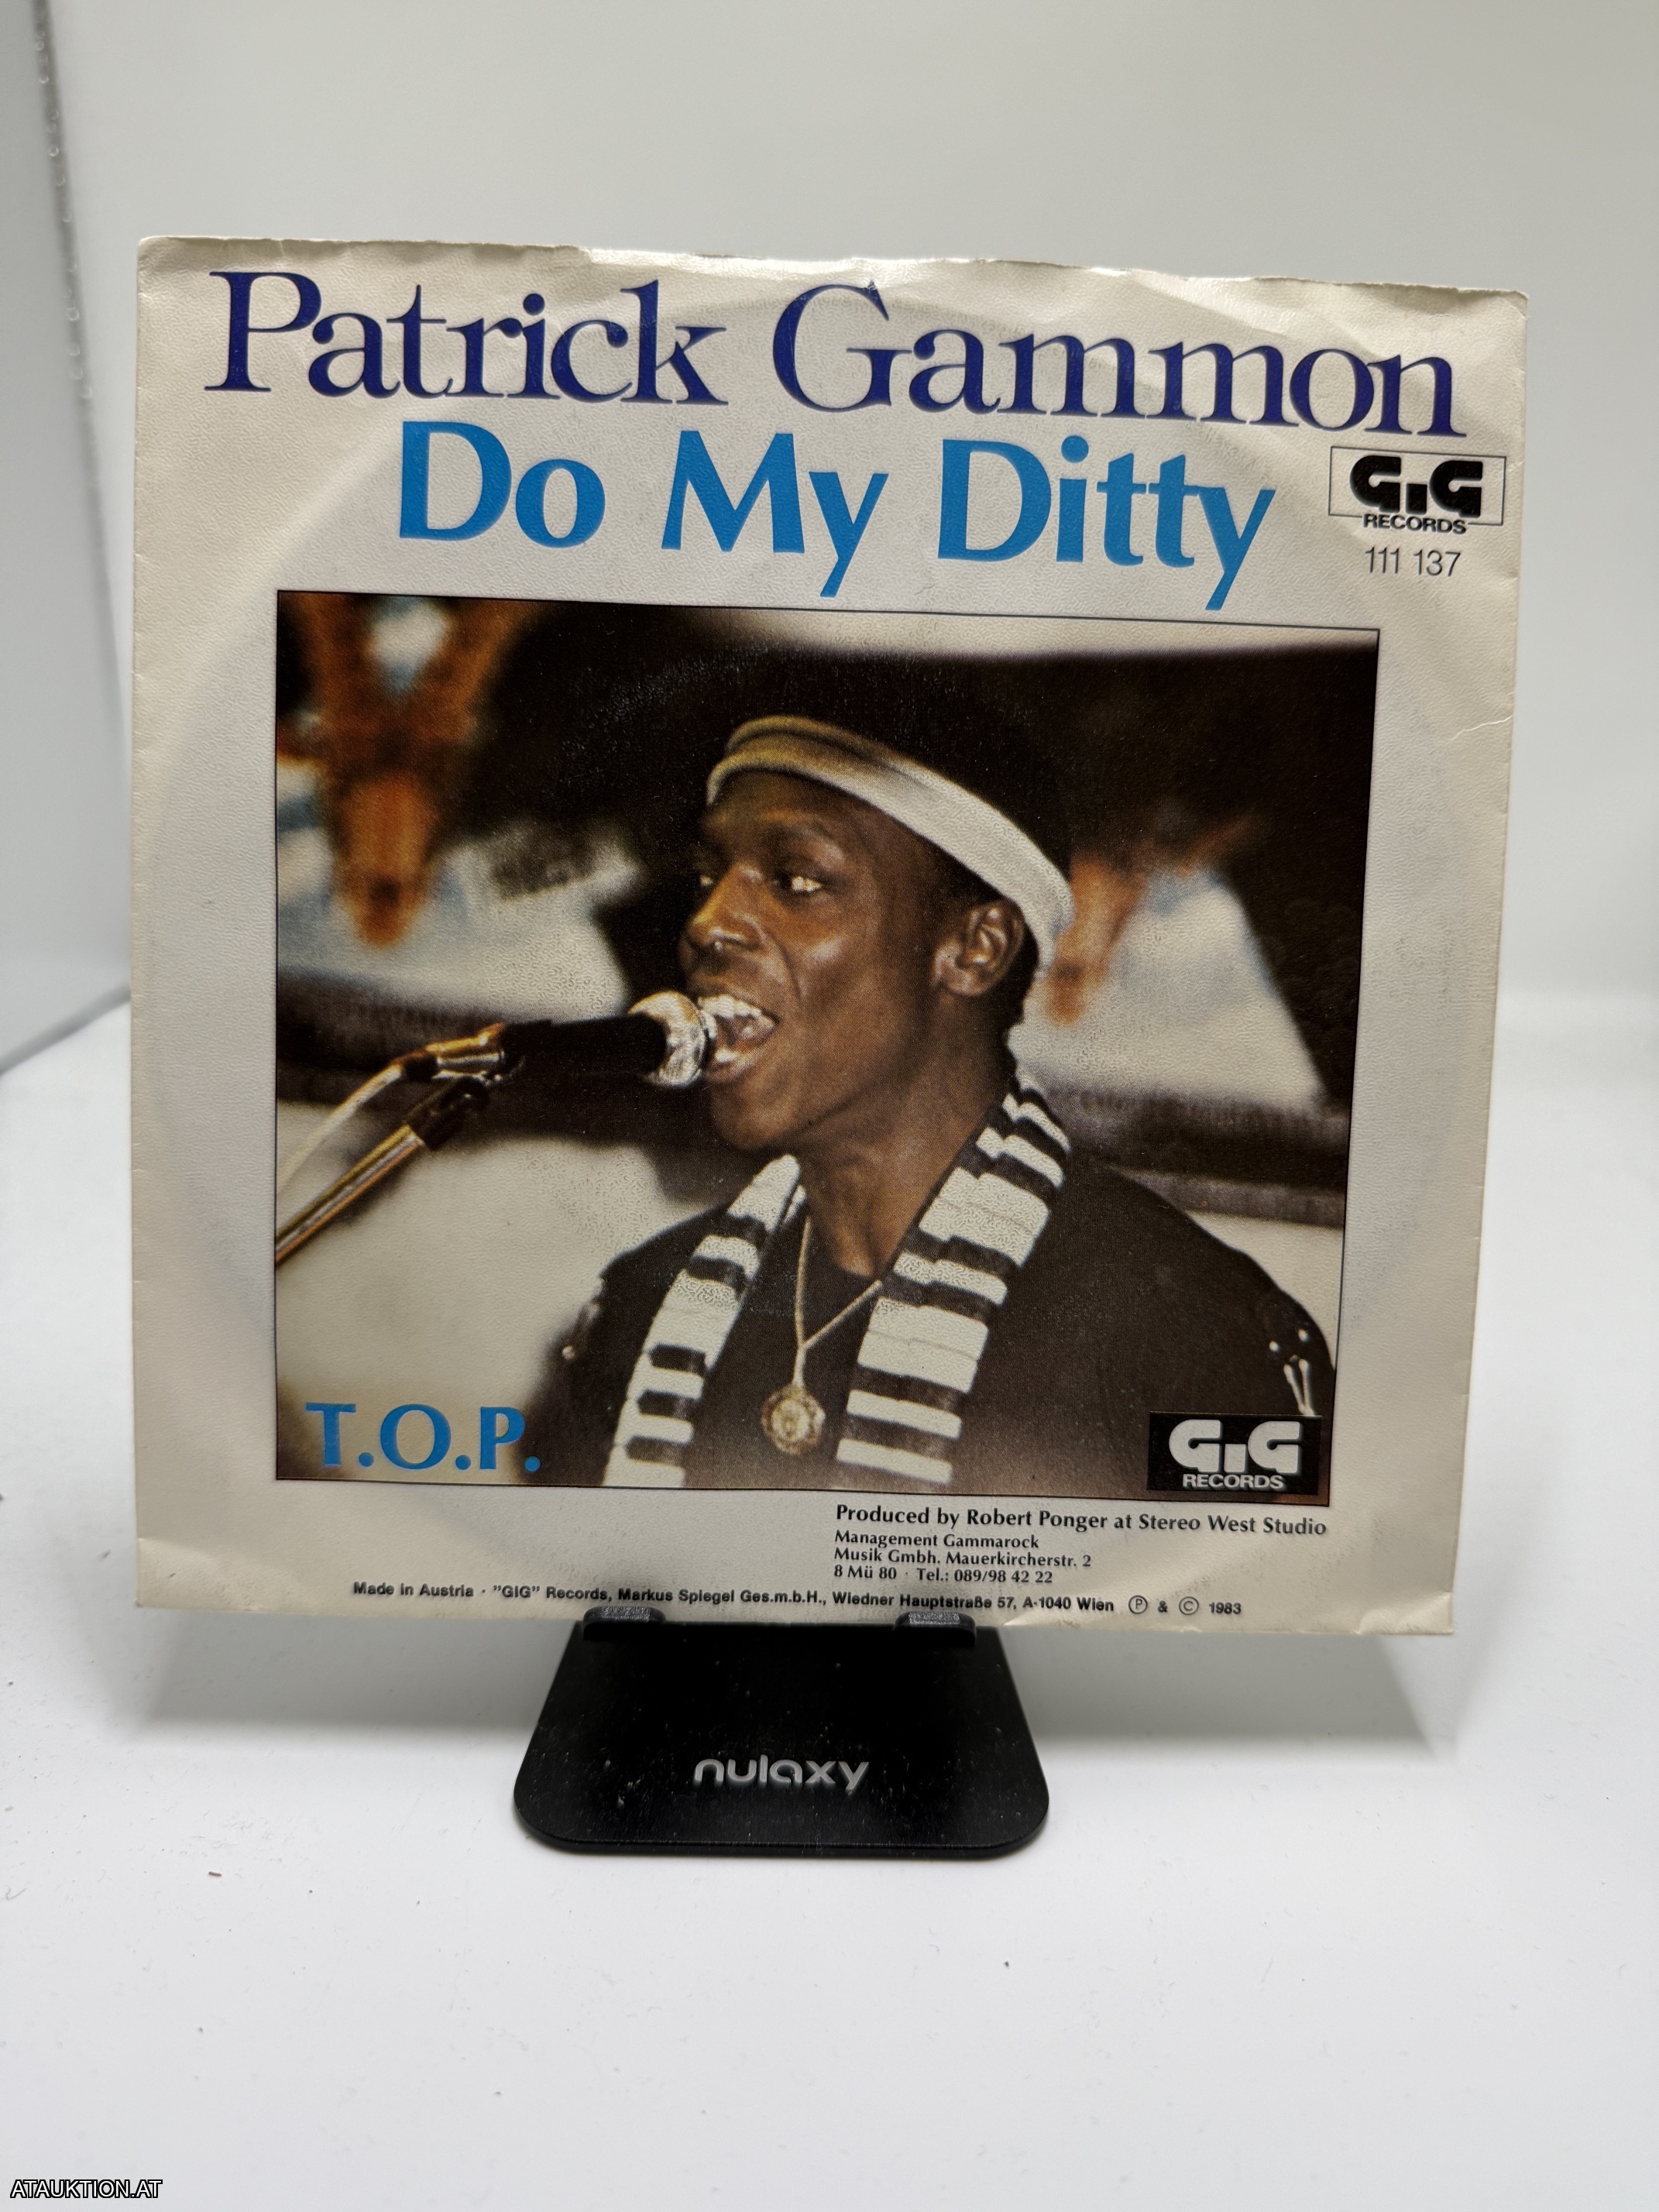 Patrick Gammon
Do My Ditty
GiG
RECORDS
111 137
T.O.P.
GiG
RECORDS
Produced by Robert Ponger at Stereo West Studio
Management Gammarock
Musik Gmbh. Mauerkircherstr. 2
8 Mü 80 · Tel.: 089/98 42 22
Made in Austria · "GIG" Records, Markus Spiegel Ges.m.b.H., Wiedner Hauptstraße 57, A-1040 Wien Ⓟ & © 1983
nulaxy
ATAUKTION.AT